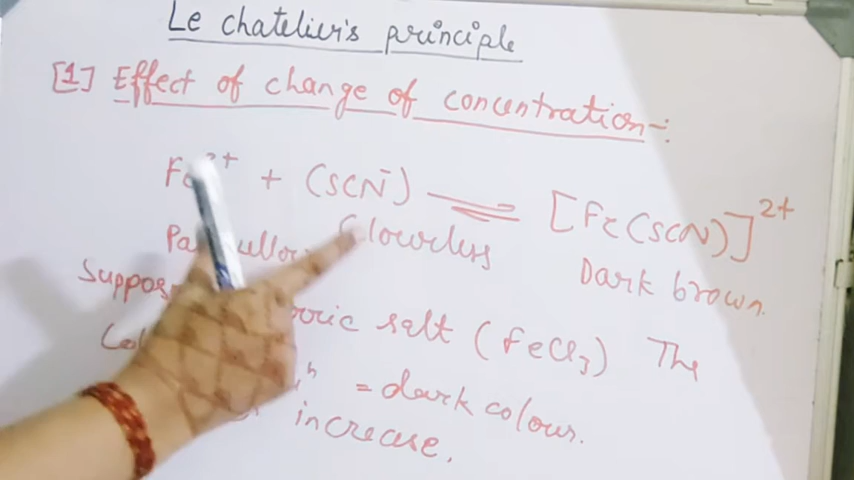 Le chatelier's principle
[1] Effect of change of concentration:-
+ (SCN⁻) ⇌ [Fe(SCN)]²⁺
Clourless Dark brown.
salt (FeCl₃) The
= dark colour.
increase.